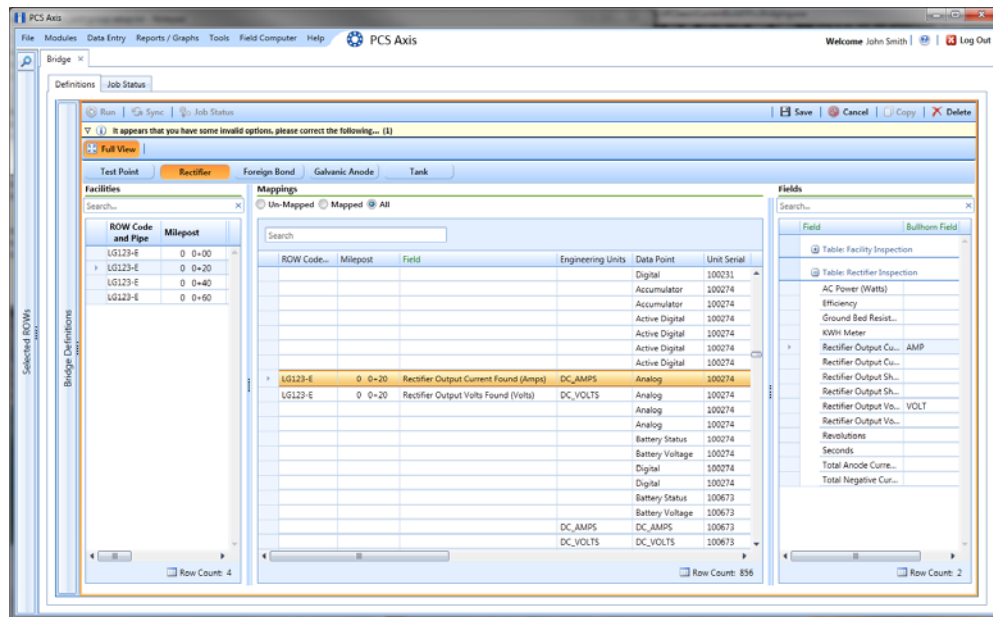 PCS Axis
File Modules Data Entry Reports / Graphs Tools Field Computer Help PCS Axis Welcome John Smith | | Log Out
Bridge ×
Definitions Job Status
Run | Sync | Job Status | Save | Cancel | Copy | Delete
It appears that you have some invalid options, please correct the following... (1)
Full View
Test Point Rectifier Foreign Bond Galvanic Anode Tank
Selected ROWs
Bridge Definitions
Facilities
Search...
ROW Code and Pipe Milepost
LG123-E 0 0+00
LG123-E 0 0+20
LG123-E 0 0+40
LG123-E 0 0+60
Row Count: 4
Mappings
Un-Mapped Mapped All
Search
ROW Code... Milepost Field Engineering Units Data Point Unit Serial
Digital 100231
Accumulator 100274
Accumulator 100274
Active Digital 100274
Active Digital 100274
Active Digital 100274
Active Digital 100274
LG123-E 0 0+20 Rectifier Output Current Found (Amps) DC_AMPS Analog 100274
LG123-E 0 0+20 Rectifier Output Volts Found (Volts) DC_VOLTS Analog 100274
Analog 100274
Analog 100274
Battery Status 100274
Battery Voltage 100274
Digital 100274
Digital 100274
Battery Status 100673
Battery Voltage 100673
DC_AMPS DC_AMPS 100673
DC_VOLTS DC_VOLTS 100673
Row Count: 856
Fields
Search...
Field Bullhorn Field
Table: Facility Inspection
Table: Rectifier Inspection
AC Power (Watts)
Efficiency
Ground Bed Resist...
KWH Meter
Rectifier Output Cu... AMP
Rectifier Output Cu...
Rectifier Output Sh...
Rectifier Output Sh...
Rectifier Output Vo... VOLT
Rectifier Output Vo...
Revolutions
Seconds
Total Anode Curre...
Total Negative Cur...
Row Count: 2